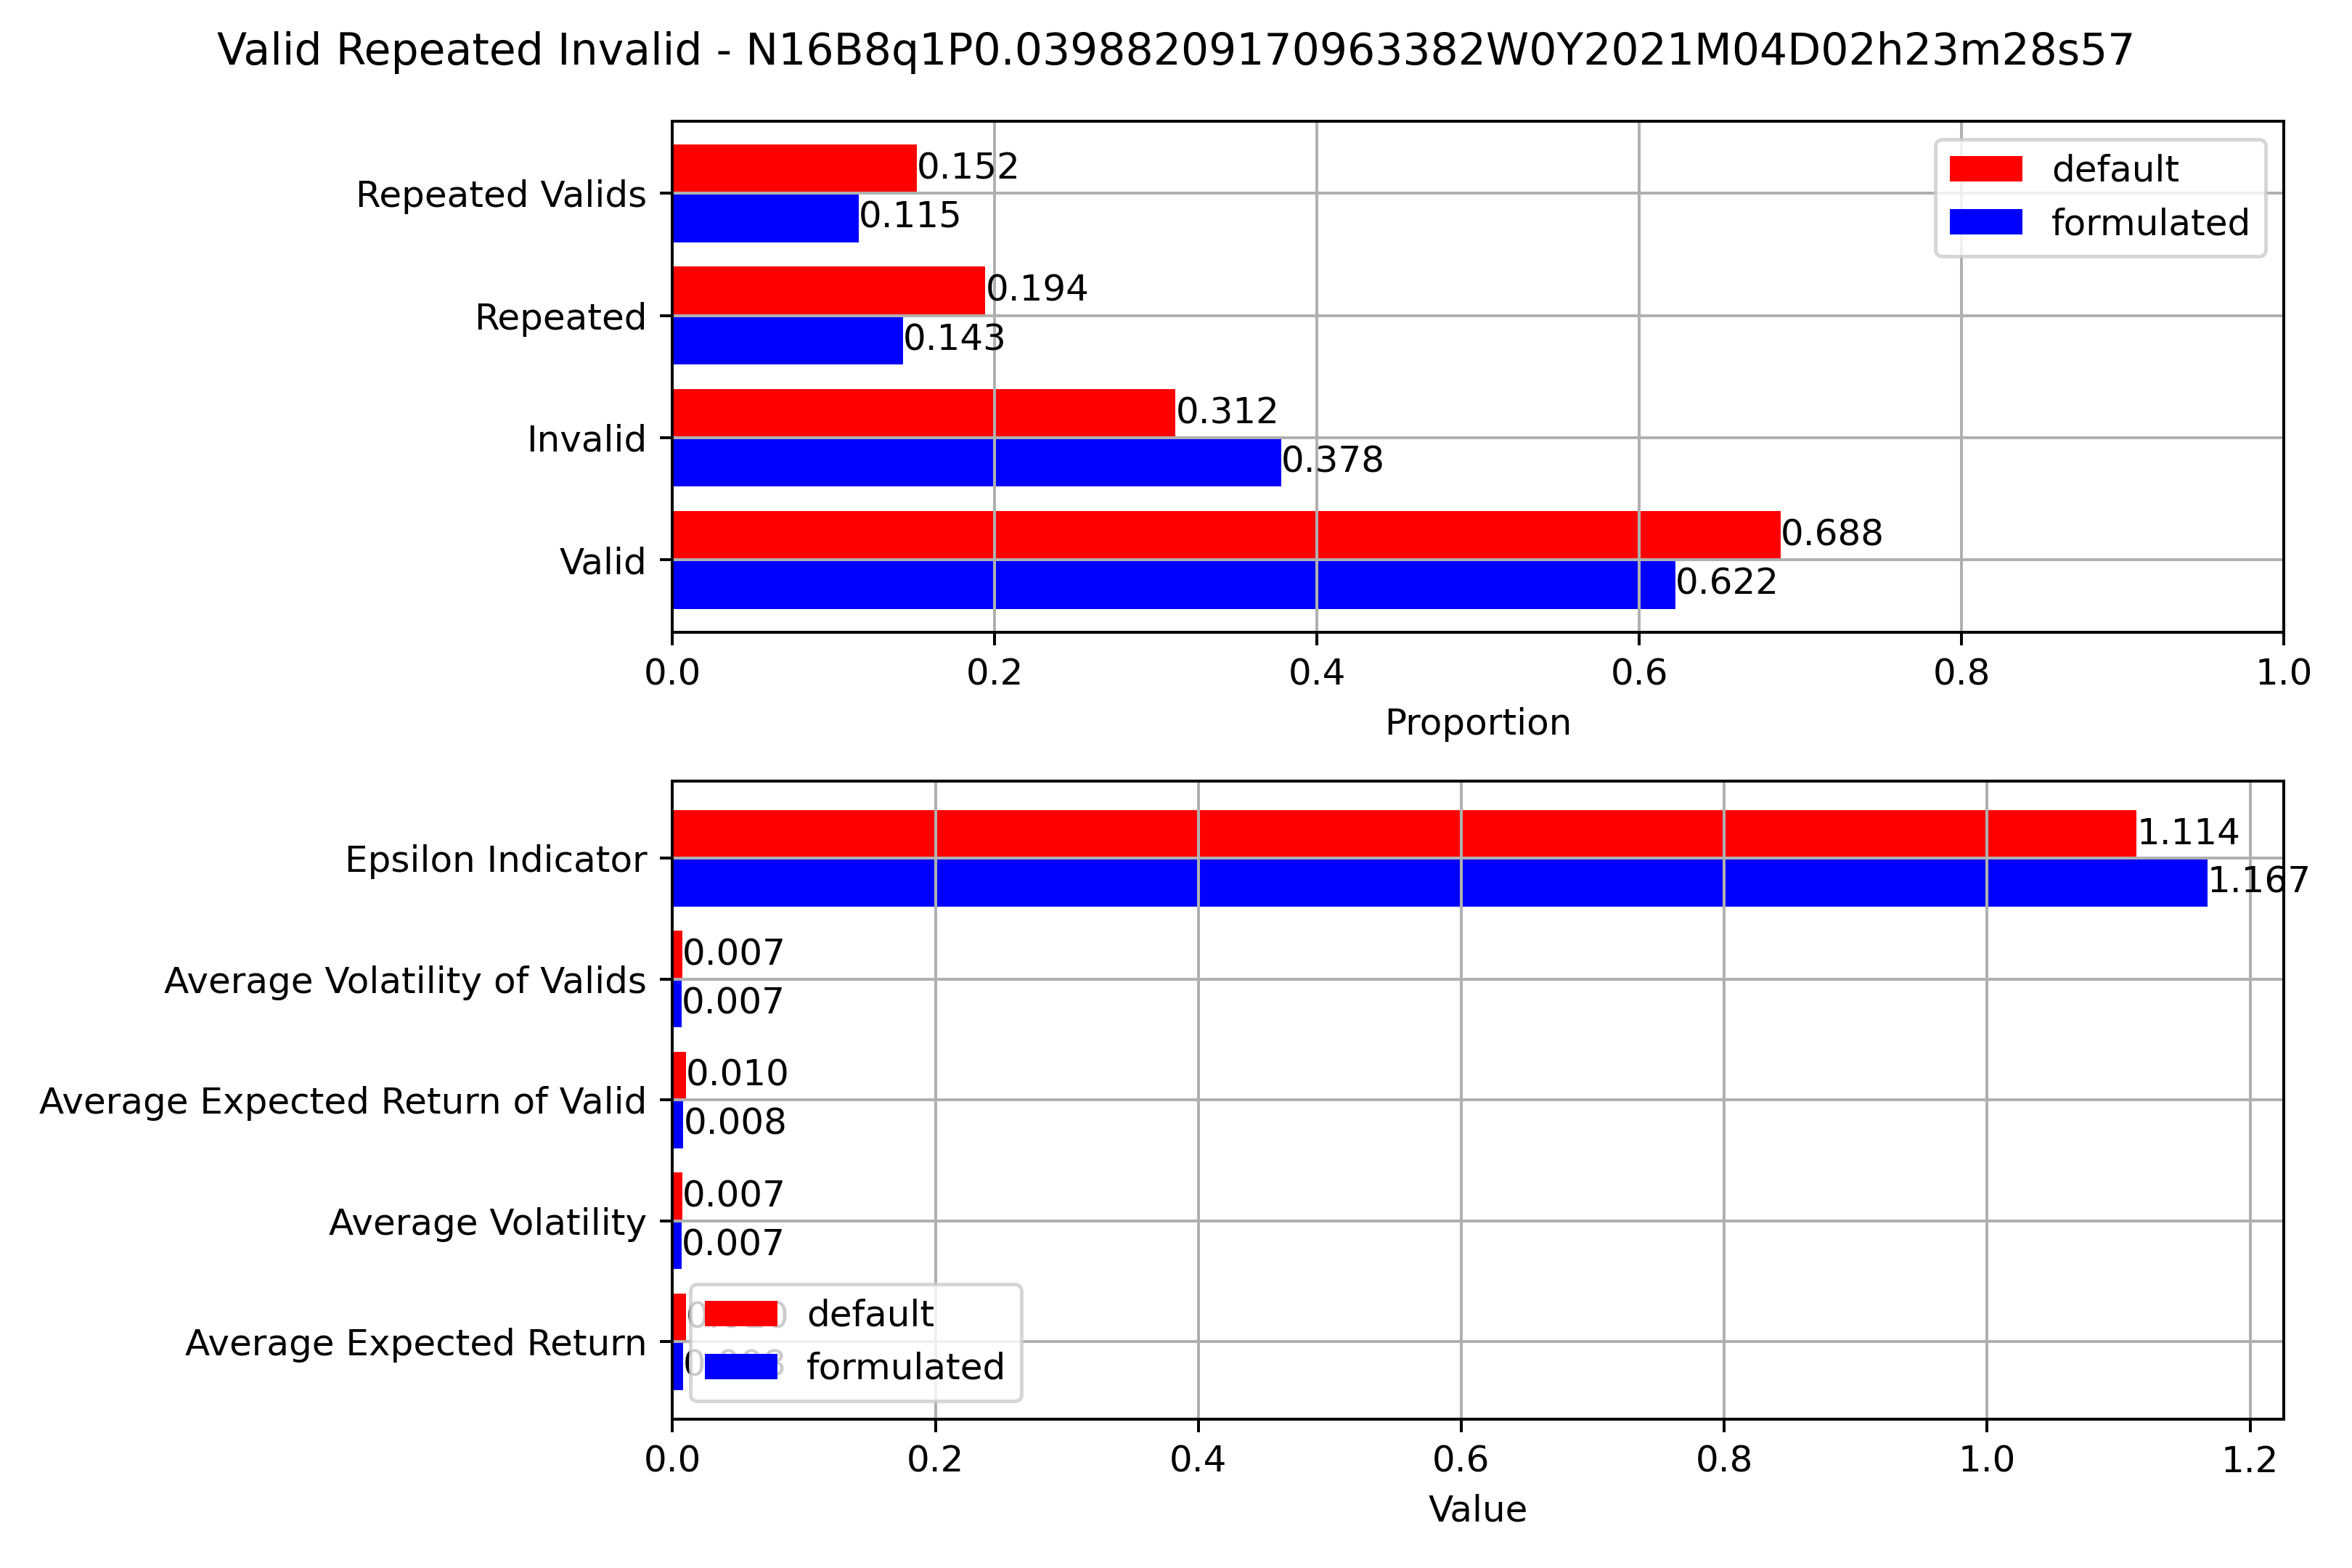 Valid Repeated Invalid - N16B8q1P0.03988209170963382W0Y2021M04D02h23m28s57
Repeated Valids
0.152
0.115
Repeated
0.194
0.143
Invalid
0.312
0.378
Valid
0.688
0.622
default
formulated
0.0 0.2 0.4 0.6 0.8 1.0
Proportion
Epsilon Indicator
1.114
1.167
Average Volatility of Valids
0.007
0.007
Average Expected Return of Valid
0.010
0.008
Average Volatility
0.007
0.007
Average Expected Return
default
formulated
0.0 0.2 0.4 0.6 0.8 1.0 1.2
Value